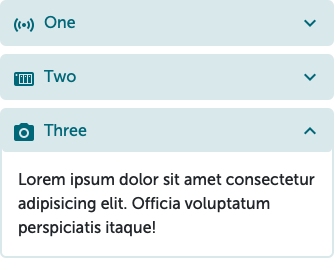 One
Two
Three
Lorem ipsum dolor sit amet consectetur
adipisicing elit. Officia voluptatum
perspiciatis itaque!